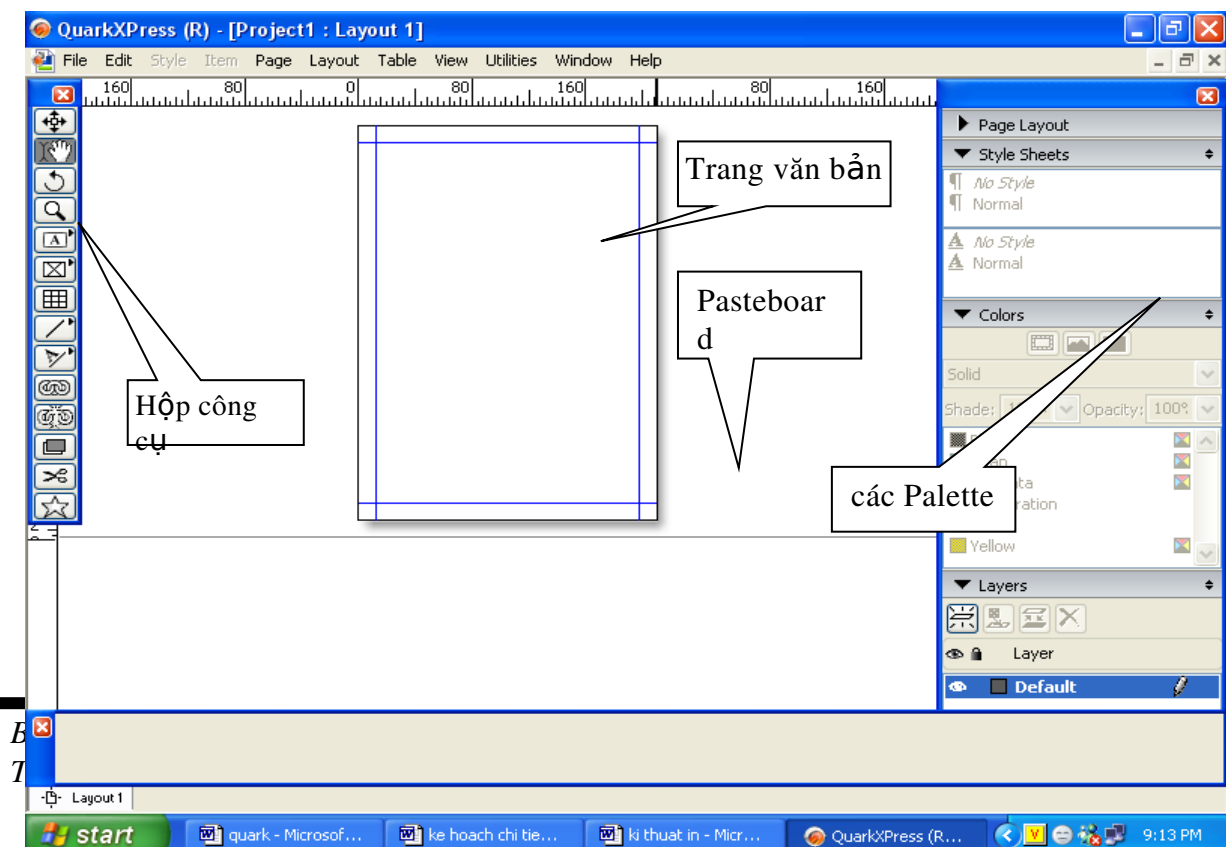 QuarkXPress (R) - [Project1 : Layout 1]
File Edit Style Item Page Layout Table View Utilities Window Help
160 80 0 80 160 80 160
Page Layout
Style Sheets
No Style
Normal
No Style
Normal
Trang văn bản
Pasteboar
d
Hộp công
cụ
các Palette
Colors
Solid
Shade: Opacity: 100%
Yellow
Layers
Layer
Default
B
T
Layout 1
start
quark - Microsof...
ke hoach chi tie...
ki thuat in - Micr...
QuarkXPress (R...
9:13 PM